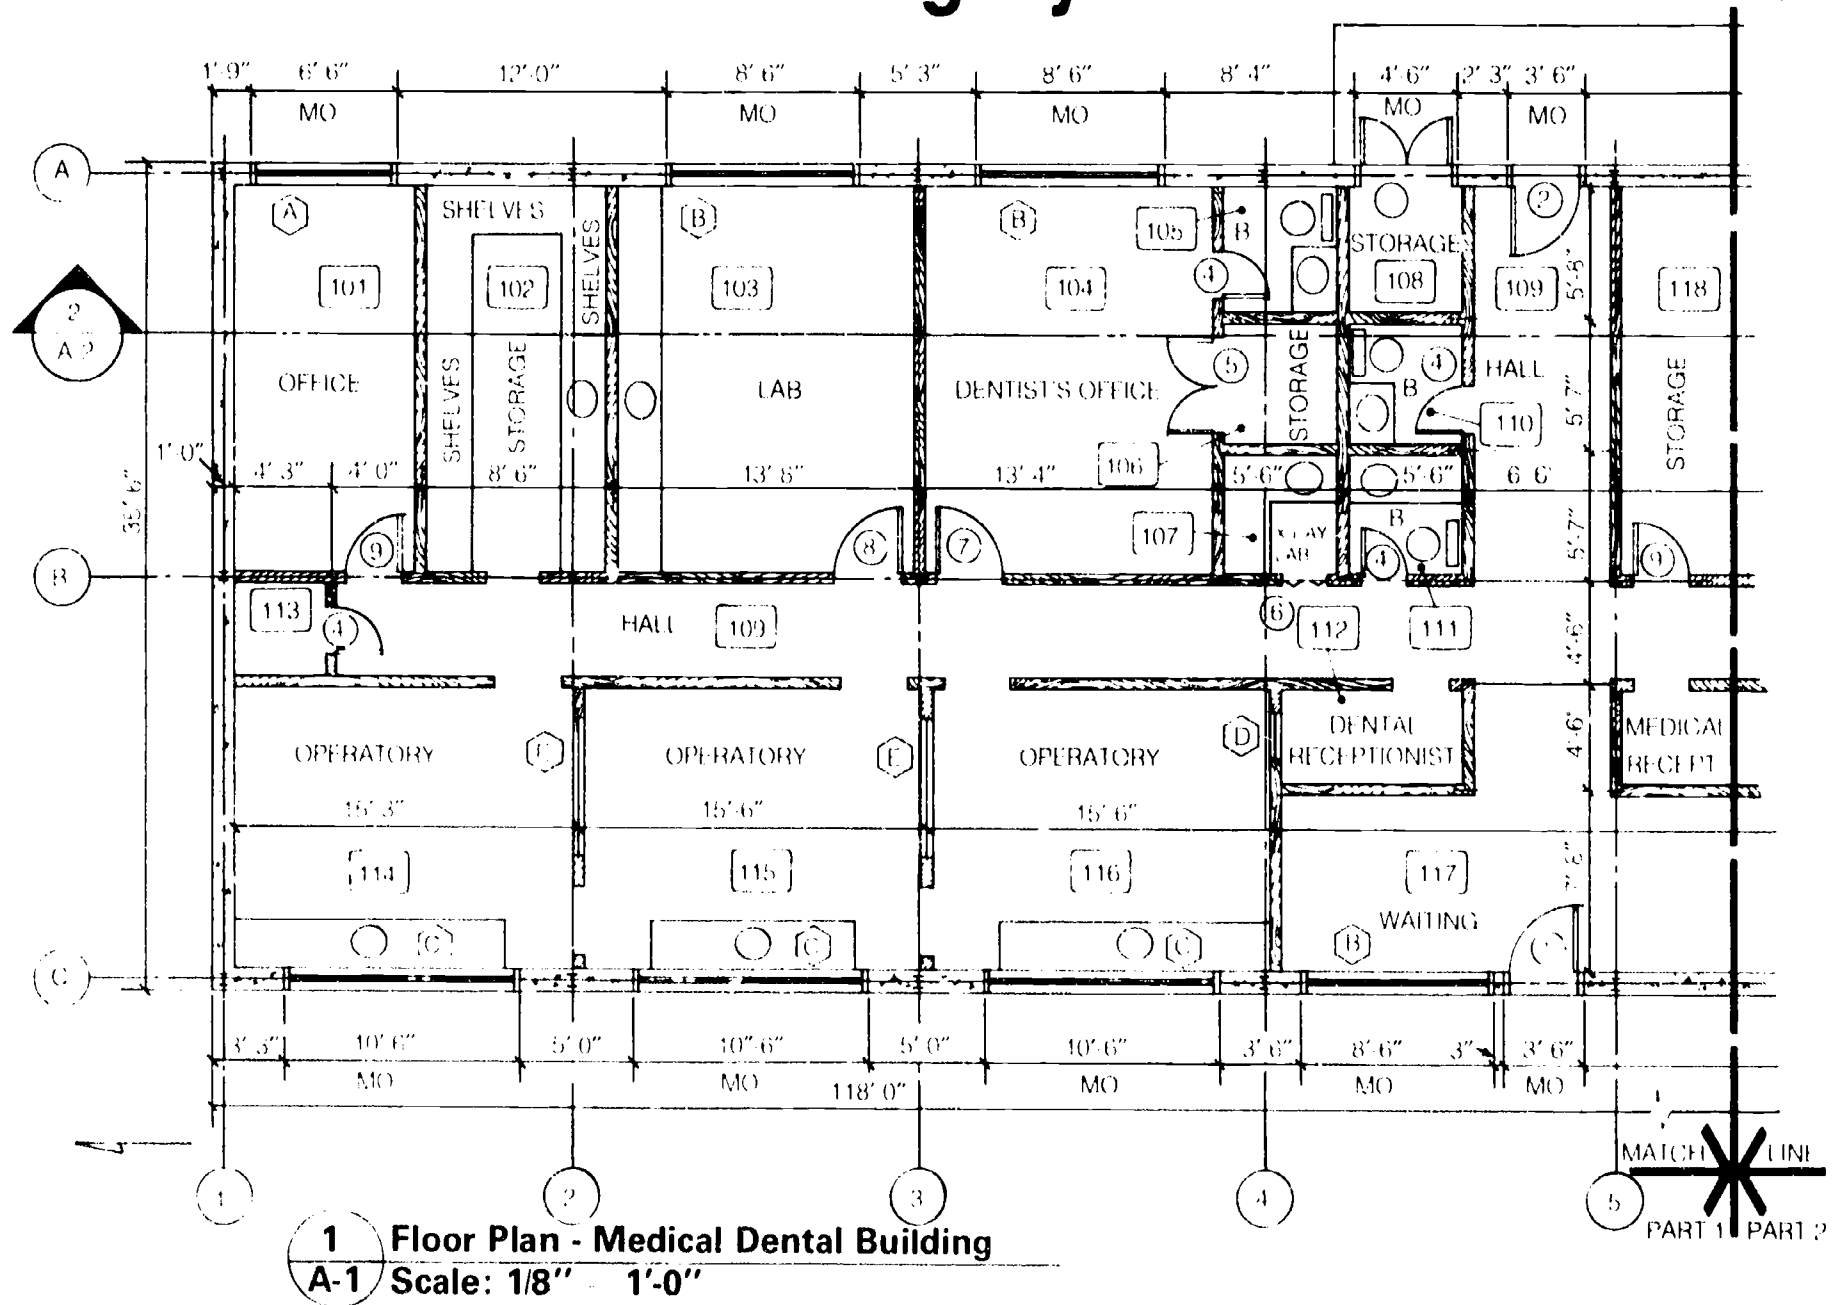 1'-9" 6'-6" 12'-0" 8'-6" 5'-3" 8'-6" 8'-4" 4'-6" 2'-3" 3'-6"
MO MO MO MO MO
A
A B B 105 B 2
SHELVES
SHELVES
STORAGE
101 102 103 104 4 108 109 118
5'-8"
2
A-2
OFFICE SHELVES STORAGE LAB DENTIST'S OFFICE 5 STORAGE 4 B HALL STORAGE
110
5'-7"
106
1'-0" 4'-3" 4'-0" 8'-6" 13'-8" 13'-4" 5'-6" 5'-6" 6'-6"
107 B
9 8 7 4 9
5'-7"
B
113 4 HALL 109 6 112 111
4'-6"
OPERATORY OPERATORY E OPERATORY D DENTAL
RECEPTIONIST
4'-6"
MEDICAL
RECEPT
15'-3" 15'-6" 15'-6"
114 115 116 117
WAITING
C C C B
C
3'-3" 10'-6" 5'-0" 10'-6" 5'-0" 10'-6" 3'-6" 8'-6" 3" 3'-6"
MO MO MO MO MO
118'-0"
MATCH LINE
1 2 3 4 5
PART 1 PART 2
1 Floor Plan - Medical Dental Building
A-1 Scale: 1/8" 1'-0"